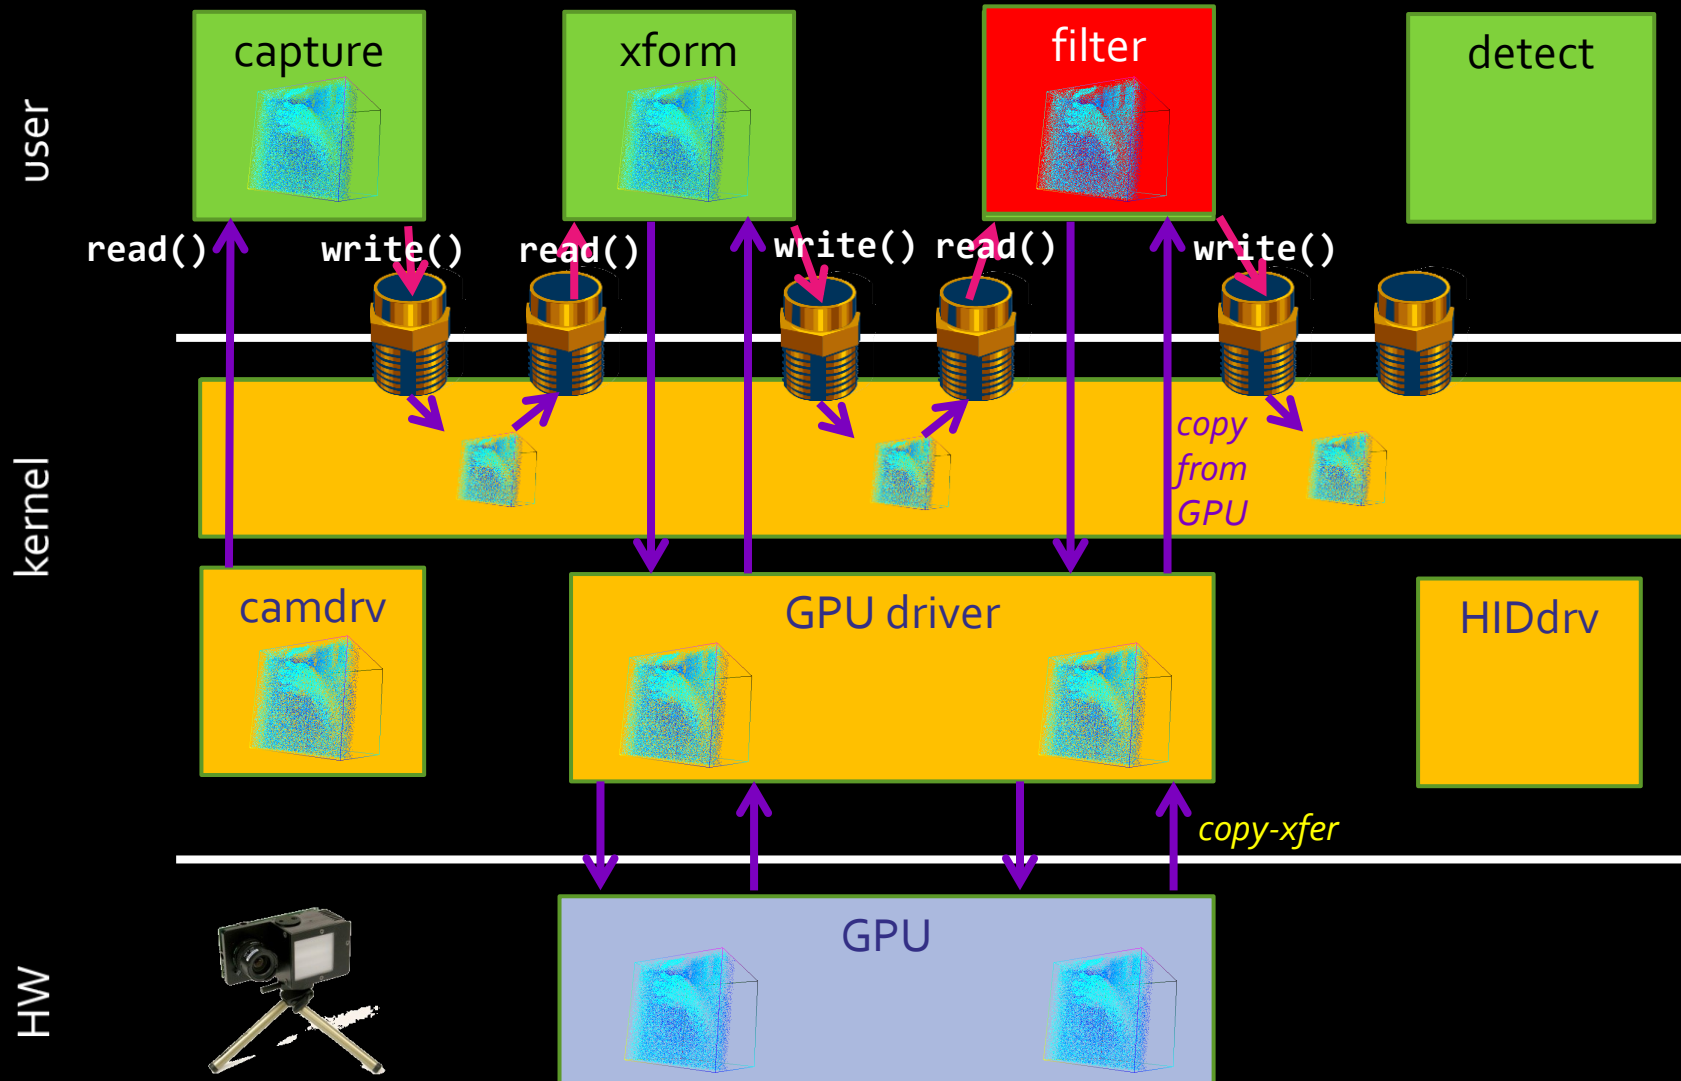 user
capture
xform
filter
detect
read()
write()
read()
write()
read()
write()
kernel
copy
from
GPU
camdrv
GPU driver
HIDdrv
copy-xfer
HW
GPU